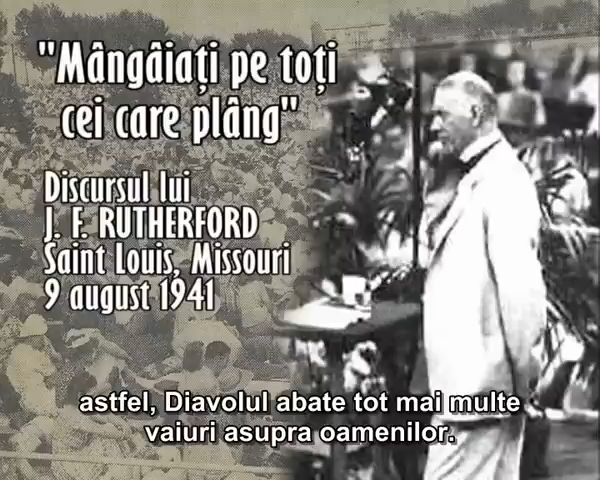 "Mângâiați pe toți
cei care plâng"
Discursul lui
J. F. RUTHERFORD
Saint Louis, Missouri
9 august 1941
astfel, Diavolul abate tot mai multe
vaiuri asupra oamenilor.